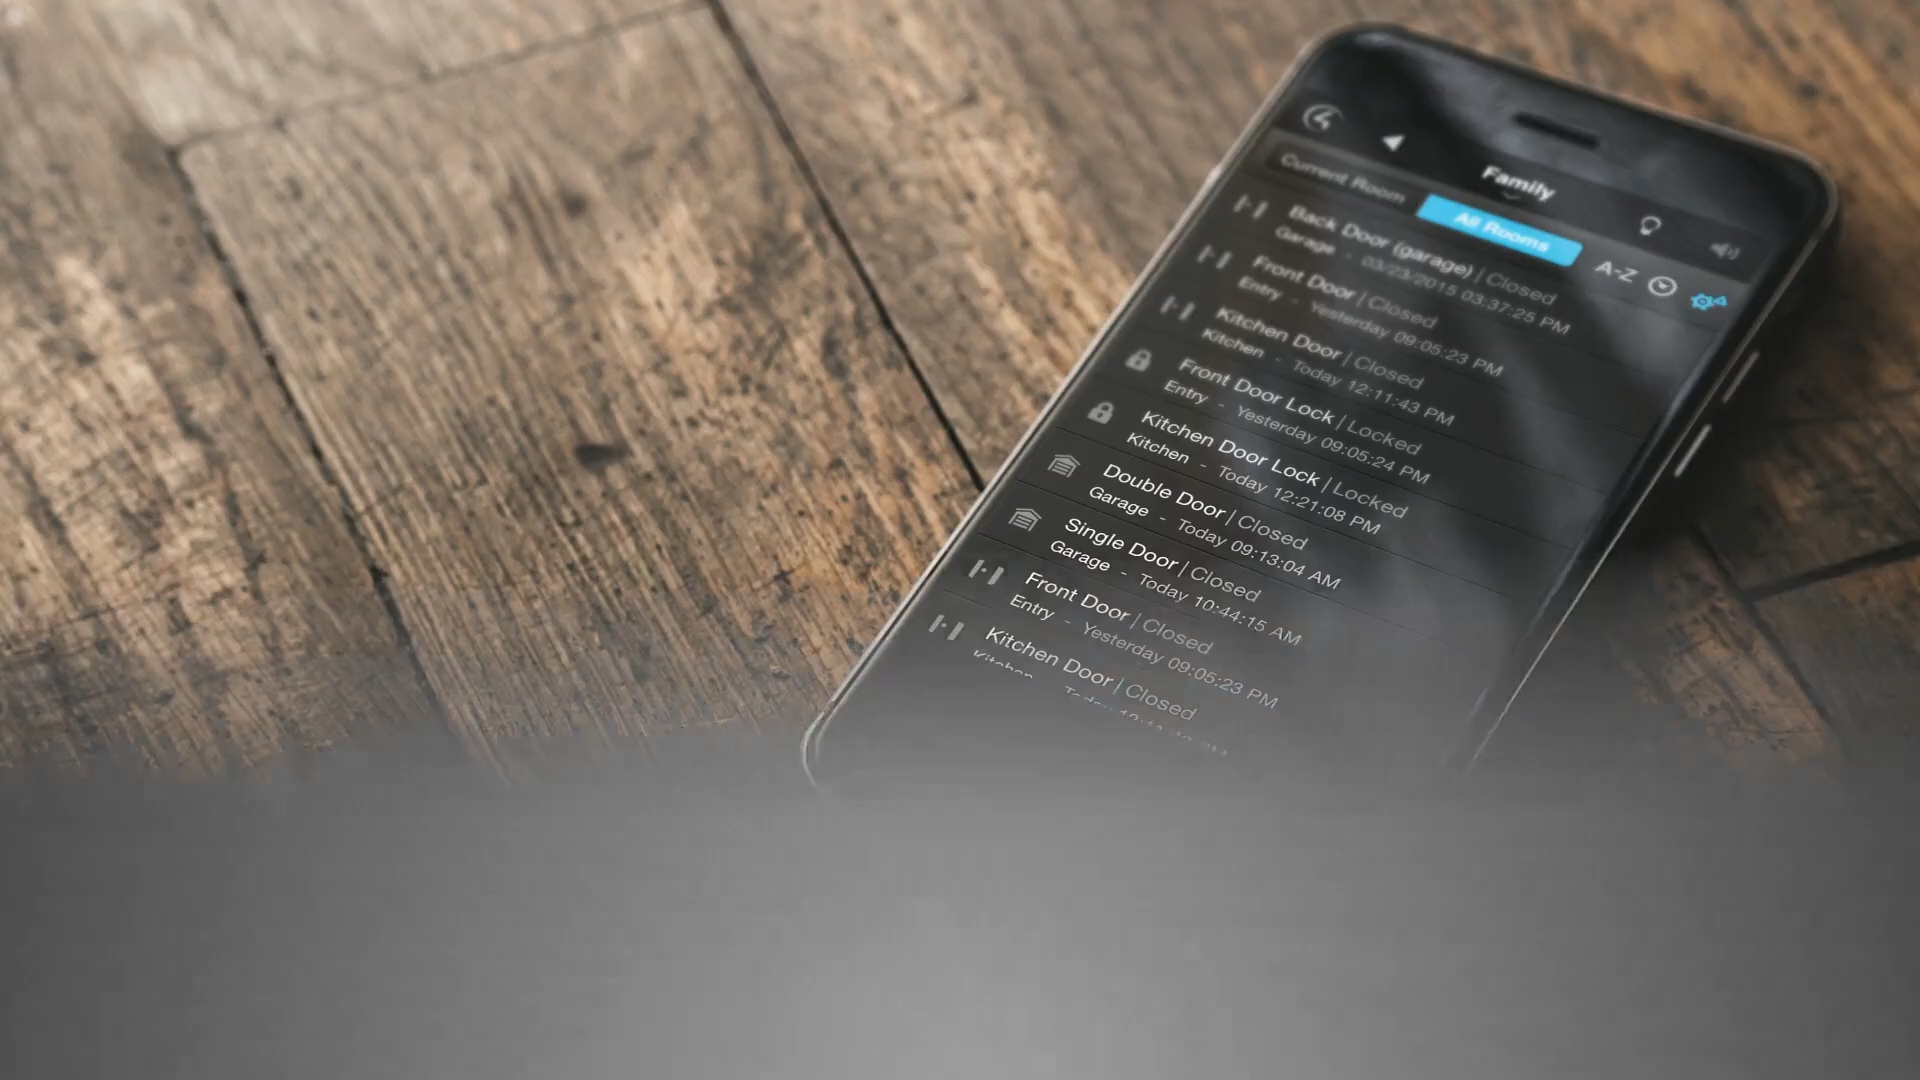 Family
Current Room
All Rooms
A-Z
Back Door (garage) | Closed
Garage - 03/23/2015 03:37:25 PM
Front Door | Closed
Entry - Yesterday 09:05:23 PM
Kitchen Door | Closed
Kitchen - Today 12:11:43 PM
Front Door Lock | Locked
Entry - Yesterday 09:05:24 PM
Kitchen Door Lock | Locked
Kitchen - Today 12:21:08 PM
Double Door | Closed
Garage - Today 09:13:04 AM
Single Door | Closed
Garage - Today 10:44:15 AM
Front Door | Closed
Entry - Yesterday 09:05:23 PM
Kitchen Door | Closed
Kitchen - Today